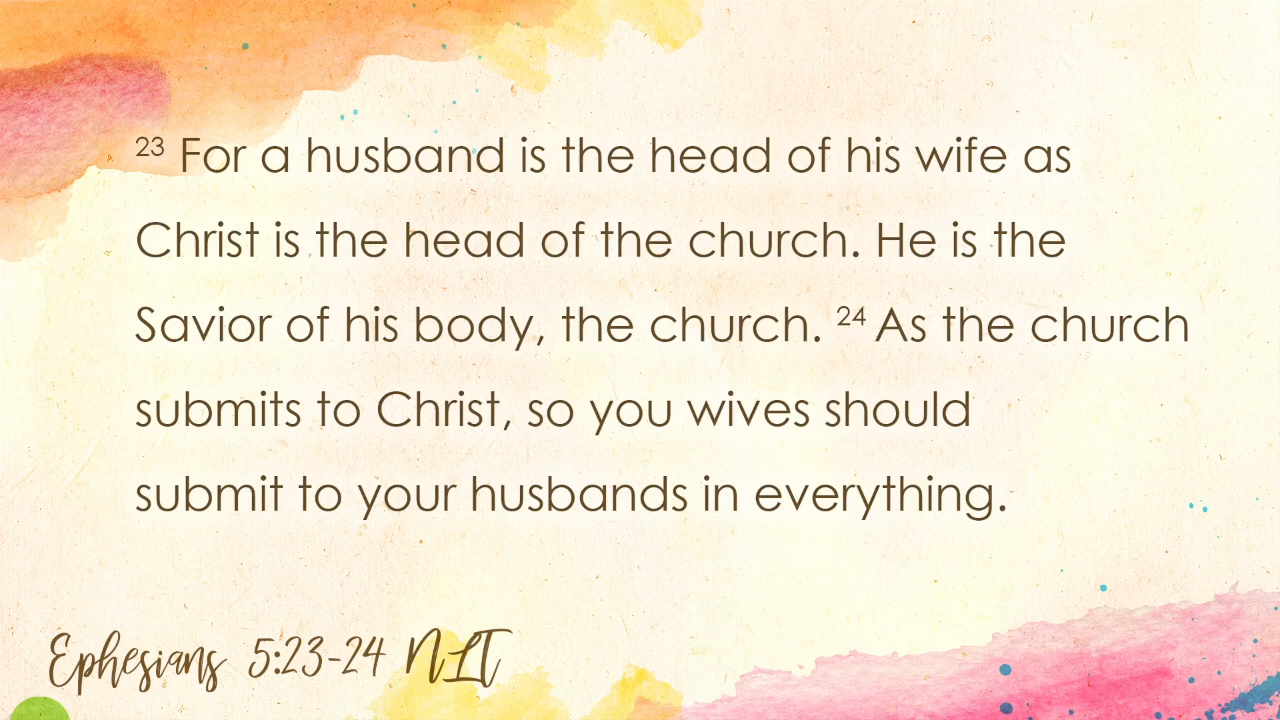 ²³ For a husband is the head of his wife as
Christ is the head of the church. He is the
Savior of his body, the church. ²⁴ As the church
submits to Christ, so you wives should
submit to your husbands in everything.
Ephesians 5:23-24 NLT